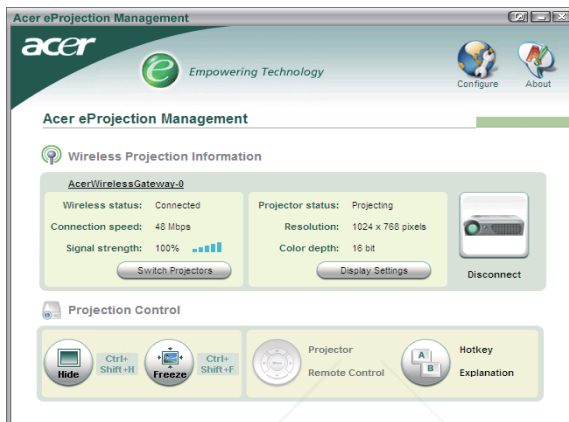 Acer eProjection Management
acer
e Empowering Technology
Configure
About
Acer eProjection Management
Wireless Projection Information
AcerWirelessGateway-0
Wireless status: Connected
Connection speed: 48 Mbps
Signal strength: 100%
Switch Projectors
Projector status: Projecting
Resolution: 1024 x 768 pixels
Color depth: 16 bit
Display Settings
Disconnect
Projection Control
Hide
Ctrl+
Shift+H
Freeze
Ctrl+
Shift+F
Projector
Remote Control
A
B
Hotkey
Explanation